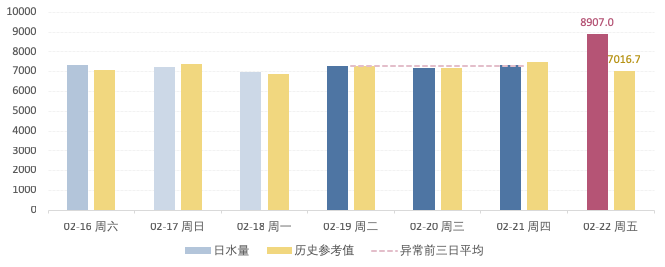 10000
9000
8000
7000
6000
5000
4000
3000
2000
1000
0
8907.0
7016.7
02-16 周六
02-17 周日
02-18 周一
02-19 周二
02-20 周三
02-21 周四
02-22 周五
日水量
历史参考值
异常前三日平均